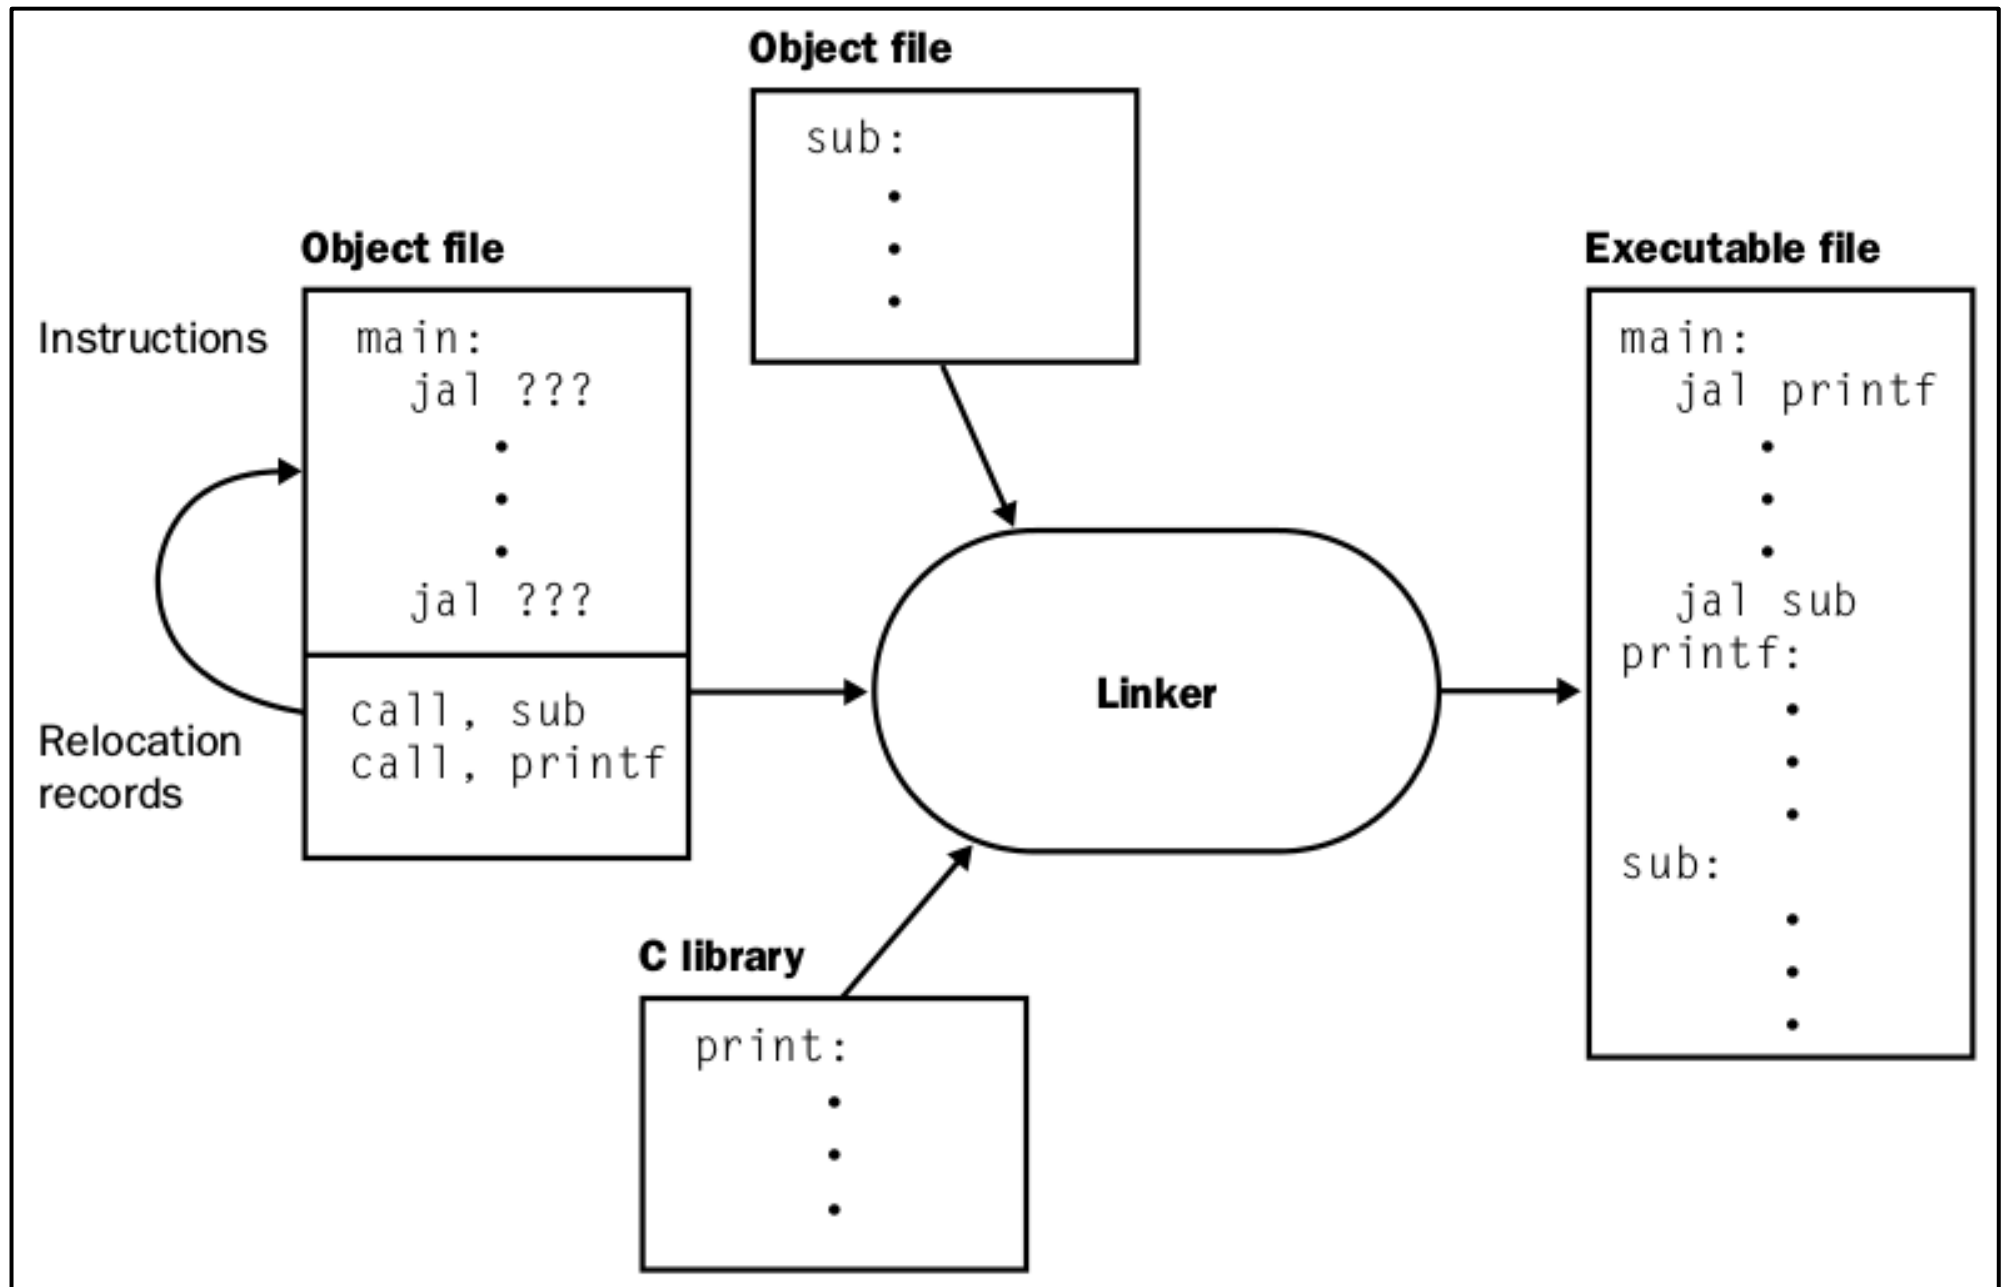 Object file
sub:
Object file
Instructions
main:
jal ???
jal ???
Relocation
records
call, sub
call, printf
Linker
C library
print:
Executable file
main:
jal printf
jal sub
printf:
sub: